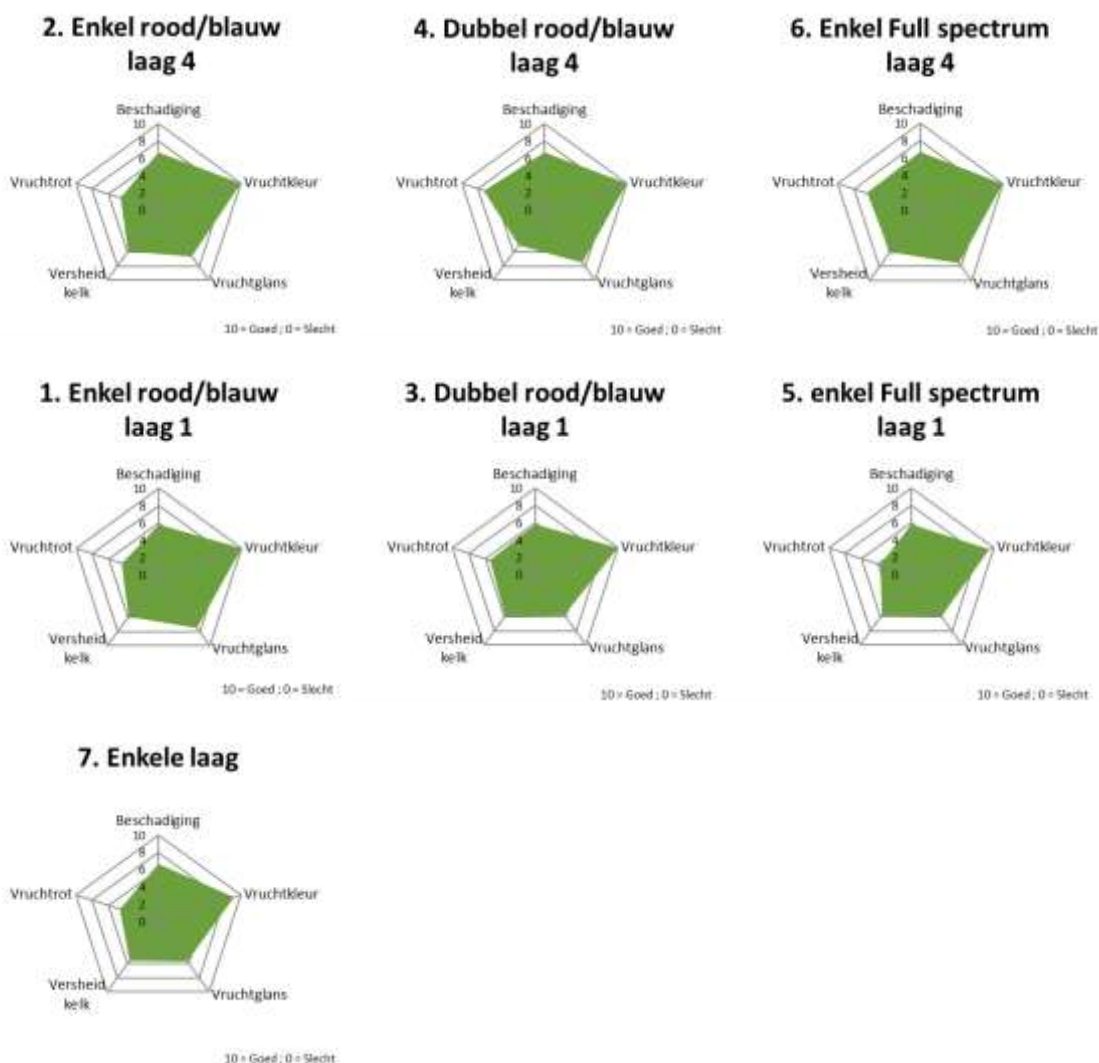 2. Enkel rood/blauw
laag 4
Beschadiging
10
8
6
4
2
0
Vruchtrot
Vruchtkleur
Versheid
kelk
Vruchtglans
10 = Goed ; 0 = Slecht
4. Dubbel rood/blauw
laag 4
Beschadiging
10
8
6
4
2
0
Vruchtrot
Vruchtkleur
Versheid
kelk
Vruchtglans
10 = Goed ; 0 = Slecht
6. Enkel Full spectrum
laag 4
Beschadiging
10
8
6
4
2
0
Vruchtrot
Vruchtkleur
Versheid
kelk
Vruchtglans
10 = Goed ; 0 = Slecht
1. Enkel rood/blauw
laag 1
Beschadiging
10
8
6
4
2
0
Vruchtrot
Vruchtkleur
Versheid
kelk
Vruchtglans
10 = Goed ; 0 = Slecht
3. Dubbel rood/blauw
laag 1
Beschadiging
10
8
6
4
2
0
Vruchtrot
Vruchtkleur
Versheid
kelk
Vruchtglans
10 = Goed ; 0 = Slecht
5. enkel Full spectrum
laag 1
Beschadiging
10
8
6
4
2
0
Vruchtrot
Vruchtkleur
Versheid
kelk
Vruchtglans
10 = Goed ; 0 = Slecht
7. Enkele laag
Beschadiging
10
8
6
4
2
0
Vruchtrot
Vruchtkleur
Versheid
kelk
Vruchtglans
10 = Goed ; 0 = Slecht